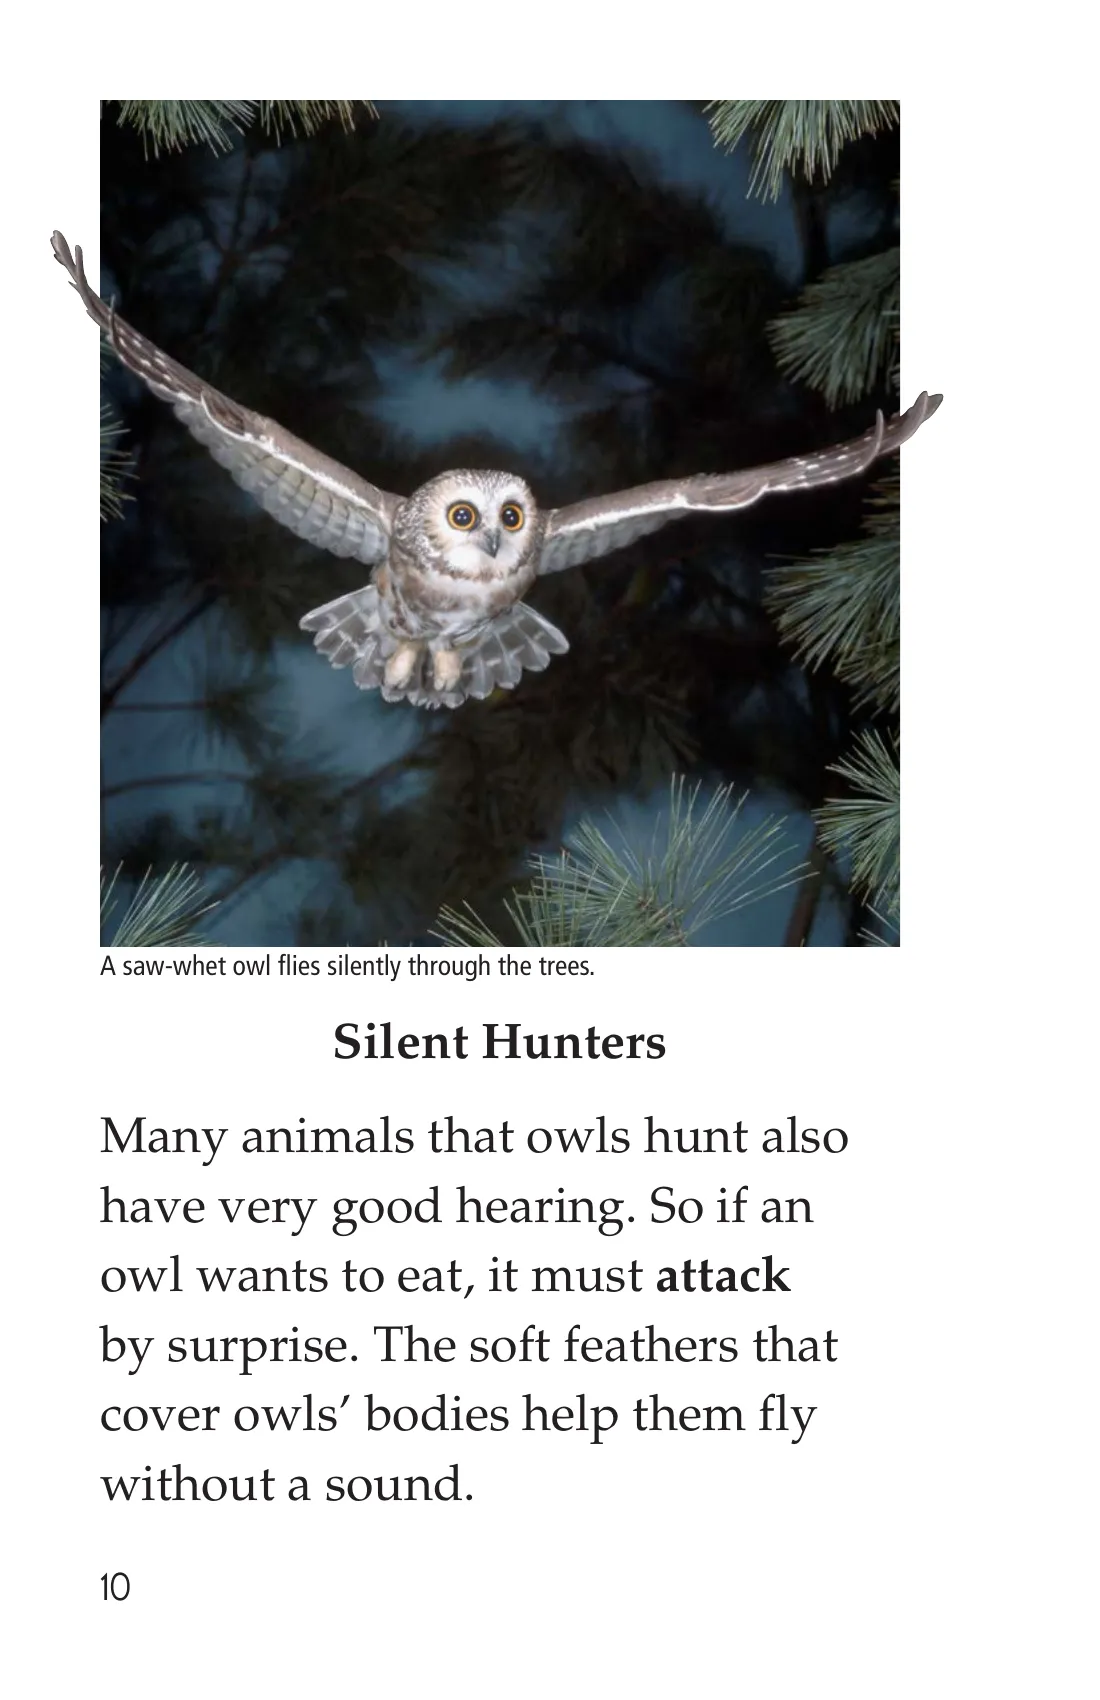 A saw-whet owl flies silently through the trees.
Silent Hunters
Many animals that owls hunt also
have very good hearing. So if an
owl wants to eat, it must attack
by surprise. The soft feathers that
cover owls’ bodies help them fly
without a sound.
10